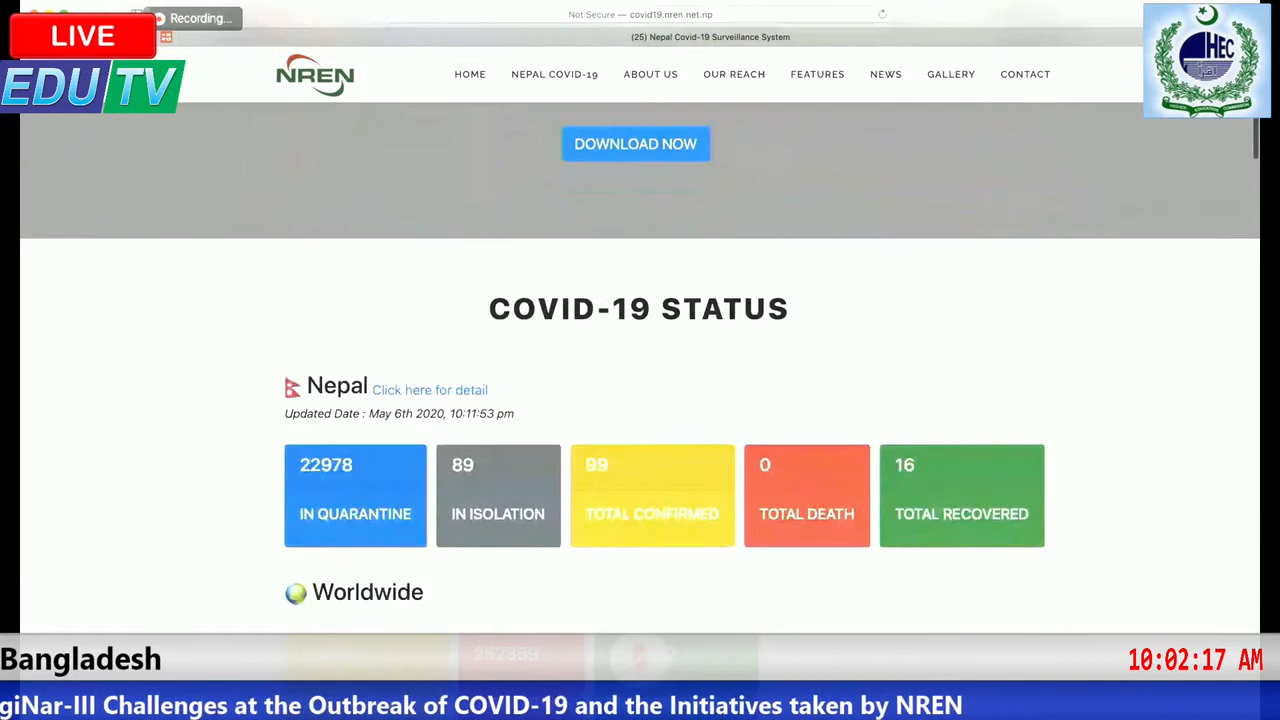 Recording...
Not Secure — covid19.nren.net.np
LIVE
(25) Nepal Covid-19 Surveillance System
HEC
EDU TV
NREN
HOME NEPAL COVID-19 ABOUT US OUR REACH FEATURES NEWS GALLERY CONTACT
HIGHER EDUCATION COMMISSION
DOWNLOAD NOW
COVID-19 STATUS
Nepal Click here for detail
Updated Date : May 6th 2020, 10:11:53 pm
22978 89 99 0 16
IN QUARANTINE IN ISOLATION TOTAL CONFIRMED TOTAL DEATH TOTAL RECOVERED
Worldwide
Bangladesh
10:02:17 AM
giNar-III Challenges at the Outbreak of COVID-19 and the Initiatives taken by NREN